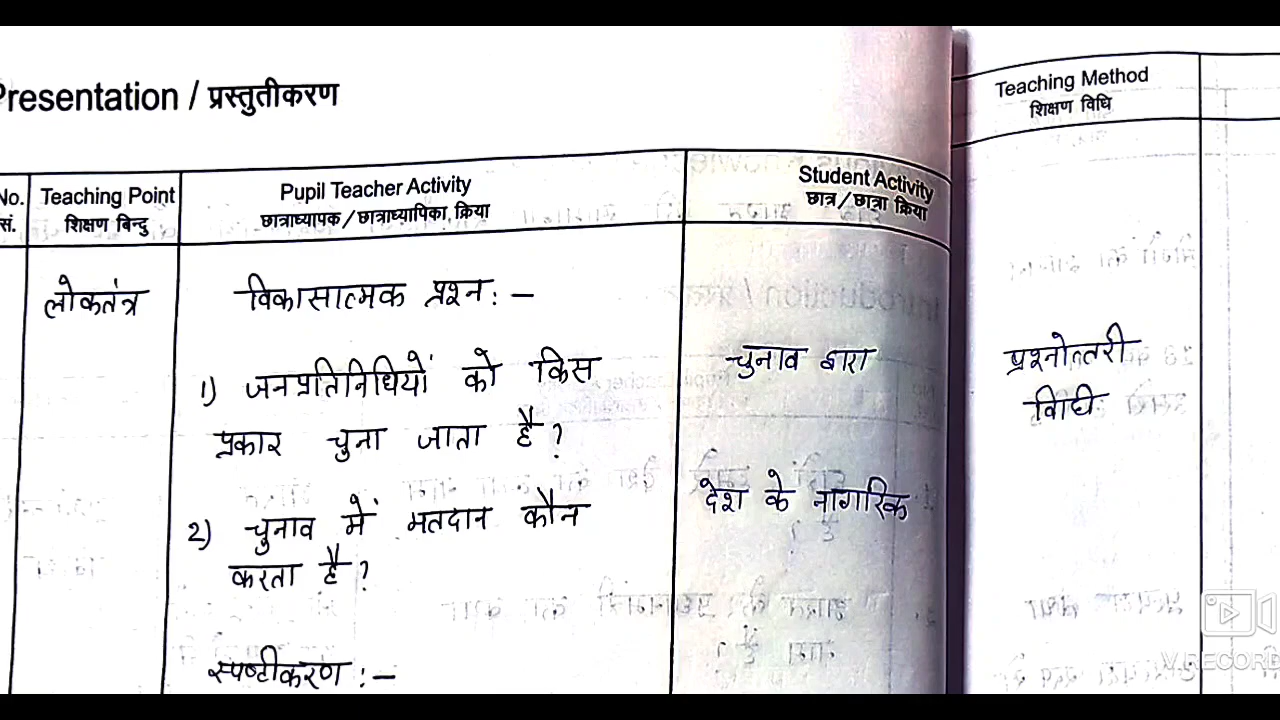 Presentation / प्रस्तुतीकरण
No.
सं.
Teaching Point
शिक्षण बिन्दु
Pupil Teacher Activity
छात्राध्यापक / छात्राध्यापिका क्रिया
Student Activity
छात्र / छात्रा क्रिया
Teaching Method
शिक्षण विधि
लोकतंत्र
विकासात्मक प्रश्न :-
1) जनप्रतिनिधियों को किस
प्रकार चुना जाता है ?
चुनाव द्वारा
प्रश्नोत्तरी
विधि
2) चुनाव में मतदान कौन
करता है ?
देश के नागरिक
स्पष्टीकरण :-
V RECORD